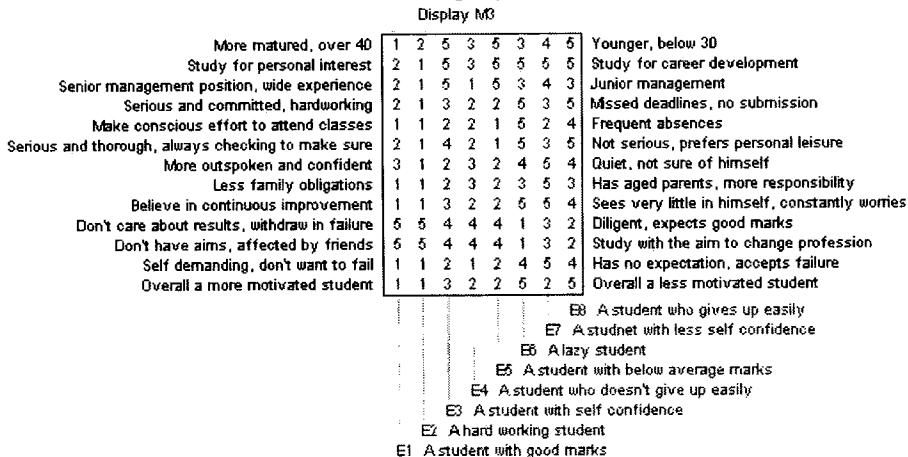 Display M3
More matured, over 40 1 2 5 3 5 3 4 5 Younger, below 30
Study for personal interest 2 1 5 3 5 5 5 5 Study for career development
Senior management position, wide experience 2 1 5 1 5 3 4 3 Junior management
Serious and committed, hardworking 2 1 3 2 2 5 3 5 Missed deadlines, no submission
Make conscious effort to attend classes 1 1 2 2 1 5 2 4 Frequent absences
Serious and thorough, always checking to make sure 2 1 4 2 1 5 3 5 Not serious, prefers personal leisure
More outspoken and confident 3 1 2 3 2 4 5 4 Quiet, not sure of himself
Less family obligations 1 1 2 3 2 3 5 3 Has aged parents, more responsibility
Believe in continuous improvement 1 1 3 2 2 5 5 4 Sees very little in himself, constantly worries
Don't care about results, withdraw in failure 5 5 4 4 4 1 3 2 Diligent, expects good marks
Don't have aims, affected by friends 5 5 4 4 4 1 3 2 Study with the aim to change profession
Self demanding, don't want to fail 1 1 2 1 2 4 5 4 Has no expectation, accepts failure
Overall a more motivated student 1 1 3 2 2 5 2 5 Overall a less motivated student
E8 A student who gives up easily
E7 A studnet with less self confidence
E6 A lazy student
E5 A student with below average marks
E4 A student who doesn't give up easily
E3 A student with self confidence
E2 A hard working student
E1 A student with good marks